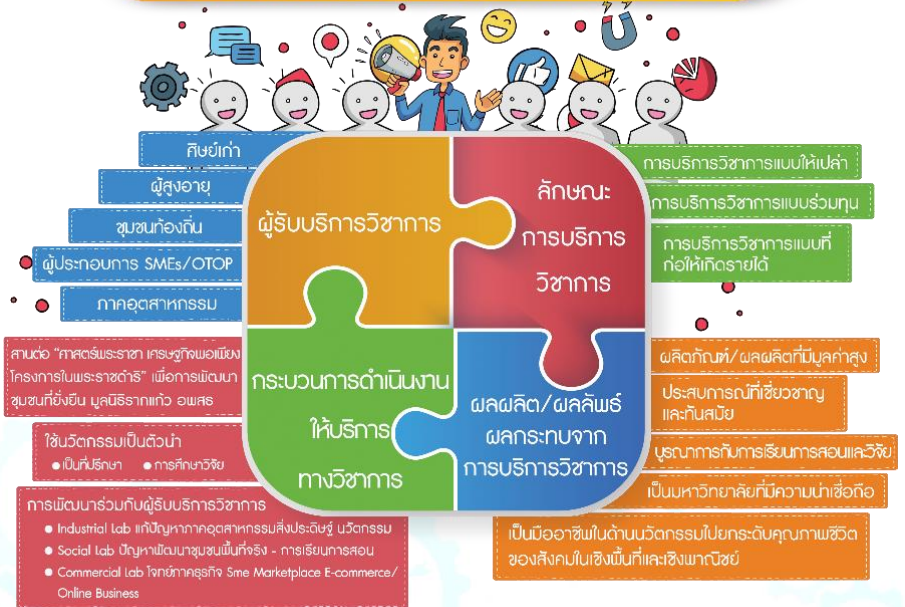 ศิษย์เก่า
ผู้สูงอายุ
ชุมชนท้องถิ่น
ผู้ประกอบการ SMEs/OTOP
ภาคอุตสาหกรรม
ผู้รับบริการวิชาการ
ลักษณะ
การบริการ
วิชาการ
การบริการวิชาการแบบให้เปล่า
การบริการวิชาการแบบร่วมทุน
การบริการวิชาการแบบที่
ก่อให้เกิดรายได้
สานต่อ “ศาสตร์พระราชา เศรษฐกิจพอเพียง
โครงการในพระราชดำริ” เพื่อการพัฒนา
ชุมชนที่ยั่งยืน มูลนิธิรากแก้ว อพสธ
ใช้นวัตกรรมเป็นตัวนำ
● เป็นที่ปรึกษา ● การศึกษาวิจัย
การพัฒนาร่วมกับผู้รับบริการวิชาการ
● Industrial Lab แก้ปัญหาภาคอุตสาหกรรมสิ่งประดิษฐ์ นวัตกรรม
● Social Lab ปัญหาพัฒนาชุมชนพื้นที่จริง - การเรียนการสอน
● Commercial Lab โจทย์ภาคธุรกิจ Sme Marketplace E-commerce/
Online Business
กระบวนการดำเนินงาน
ให้บริการ
ทางวิชาการ
ผลผลิต/ผลลัพธ์
ผลกระทบจาก
การบริการวิชาการ
ผลิตภัณฑ์/ผลผลิตที่มีมูลค่าสูง
ประสบการณ์ที่เชี่ยวชาญ
และทันสมัย
บูรณาการกับการเรียนการสอนและวิจัย
เป็นมหาวิทยาลัยที่มีความน่าเชื่อถือ
เป็นมืออาชีพในด้านนวัตกรรมไปยกระดับคุณภาพชีวิต
ของสังคมในเชิงพื้นที่และเชิงพาณิชย์